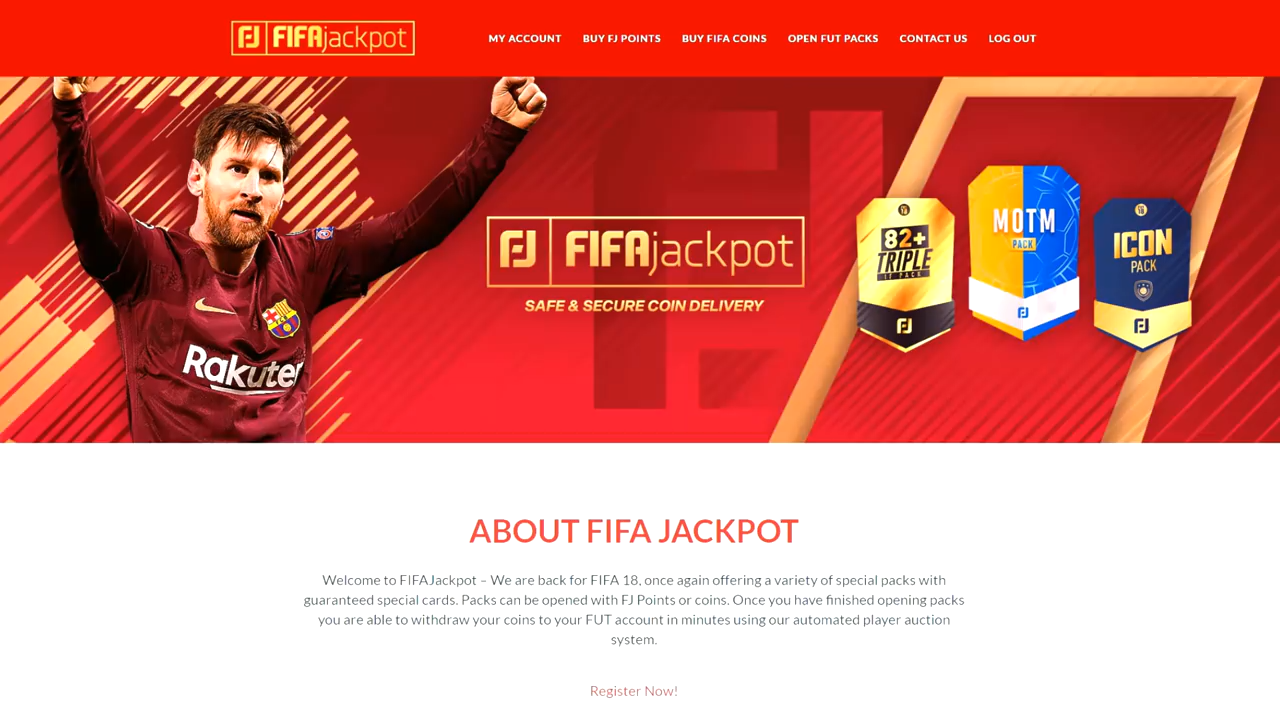 FJ FIFAjackpot
MY ACCOUNT BUY FJ POINTS BUY FIFA COINS OPEN FUT PACKS CONTACT US LOG OUT
FJ FIFAjackpot
SAFE & SECURE COIN DELIVERY
Rakuten
82+
TRIPLE
IF PACK
FJ
MOTM
PACK
FJ
ICON
PACK
FJ
ABOUT FIFA JACKPOT
Welcome to FIFAJackpot – We are back for FIFA 18, once again offering a variety of special packs with
guaranteed special cards. Packs can be opened with FJ Points or coins. Once you have finished opening packs
you are able to withdraw your coins to your FUT account in minutes using our automated player auction
system.
Register Now!